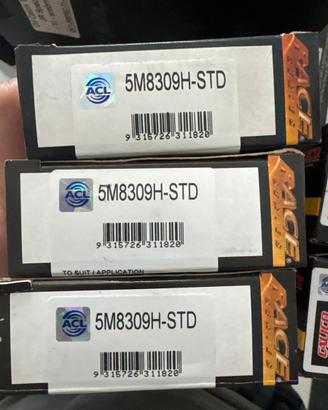 ACL
5M8309H-STD
9 315726 311820
RACE
ACL
5M8309H-STD
9 315726 311820
RACE
TO SUIT / APPLICATION
ACL
5M8309H-STD
9 315726 311820
RACE
CALICO